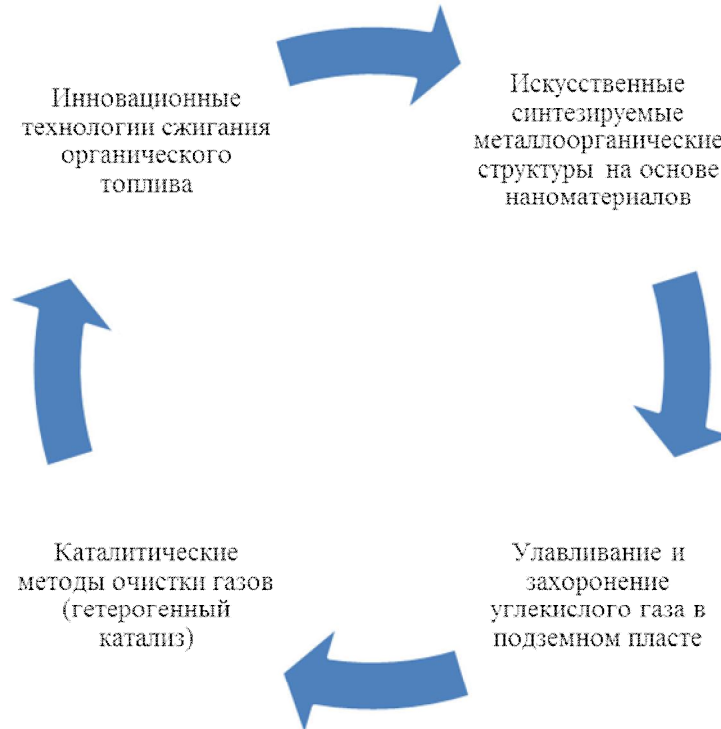 Инновационные
технологии сжигания
органического
топлива
Искусственные
синтезируемые
металлоорганические
структуры на основе
наноматериалов
Улавливание и
захоронение
углекислого газа в
подземном пласте
Каталитические
методы очистки газов
(гетерогенный
катализ)